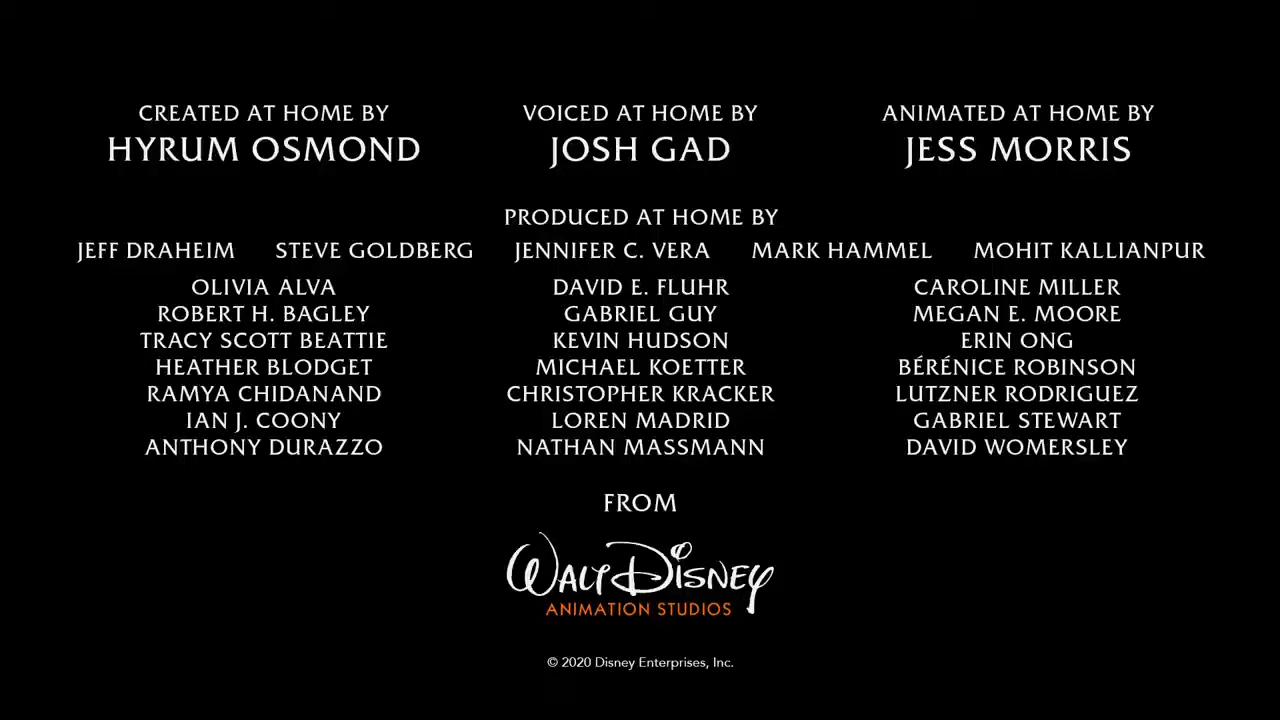 CREATED AT HOME BY
HYRUM OSMOND
VOICED AT HOME BY
JOSH GAD
ANIMATED AT HOME BY
JESS MORRIS
PRODUCED AT HOME BY
JEFF DRAHEIM STEVE GOLDBERG JENNIFER C. VERA MARK HAMMEL MOHIT KALLIANPUR
OLIVIA ALVA
ROBERT H. BAGLEY
TRACY SCOTT BEATTIE
HEATHER BLODGET
RAMYA CHIDANAND
IAN J. COONY
ANTHONY DURAZZO
DAVID E. FLUHR
GABRIEL GUY
KEVIN HUDSON
MICHAEL KOETTER
CHRISTOPHER KRACKER
LOREN MADRID
NATHAN MASSMANN
CAROLINE MILLER
MEGAN E. MOORE
ERIN ONG
BÉRÉNICE ROBINSON
LUTZNER RODRIGUEZ
GABRIEL STEWART
DAVID WOMERSLEY
FROM
WALT DISNEY
ANIMATION STUDIOS
© 2020 Disney Enterprises, Inc.